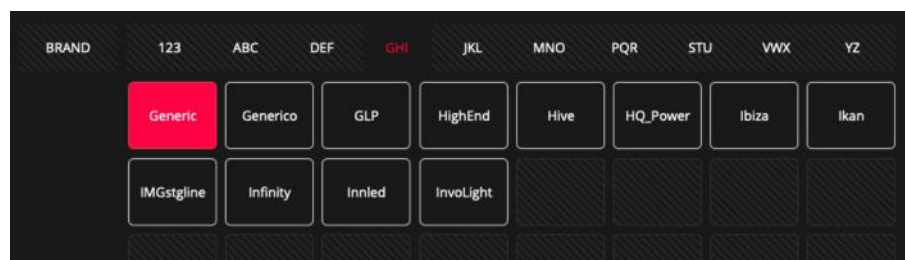 BRAND 123 ABC DEF GHI JKL MNO PQR STU VWX YZ
Generic Generico GLP HighEnd Hive HQ_Power Ibiza Ikan
IMGstgline Infinity Innled InvoLight